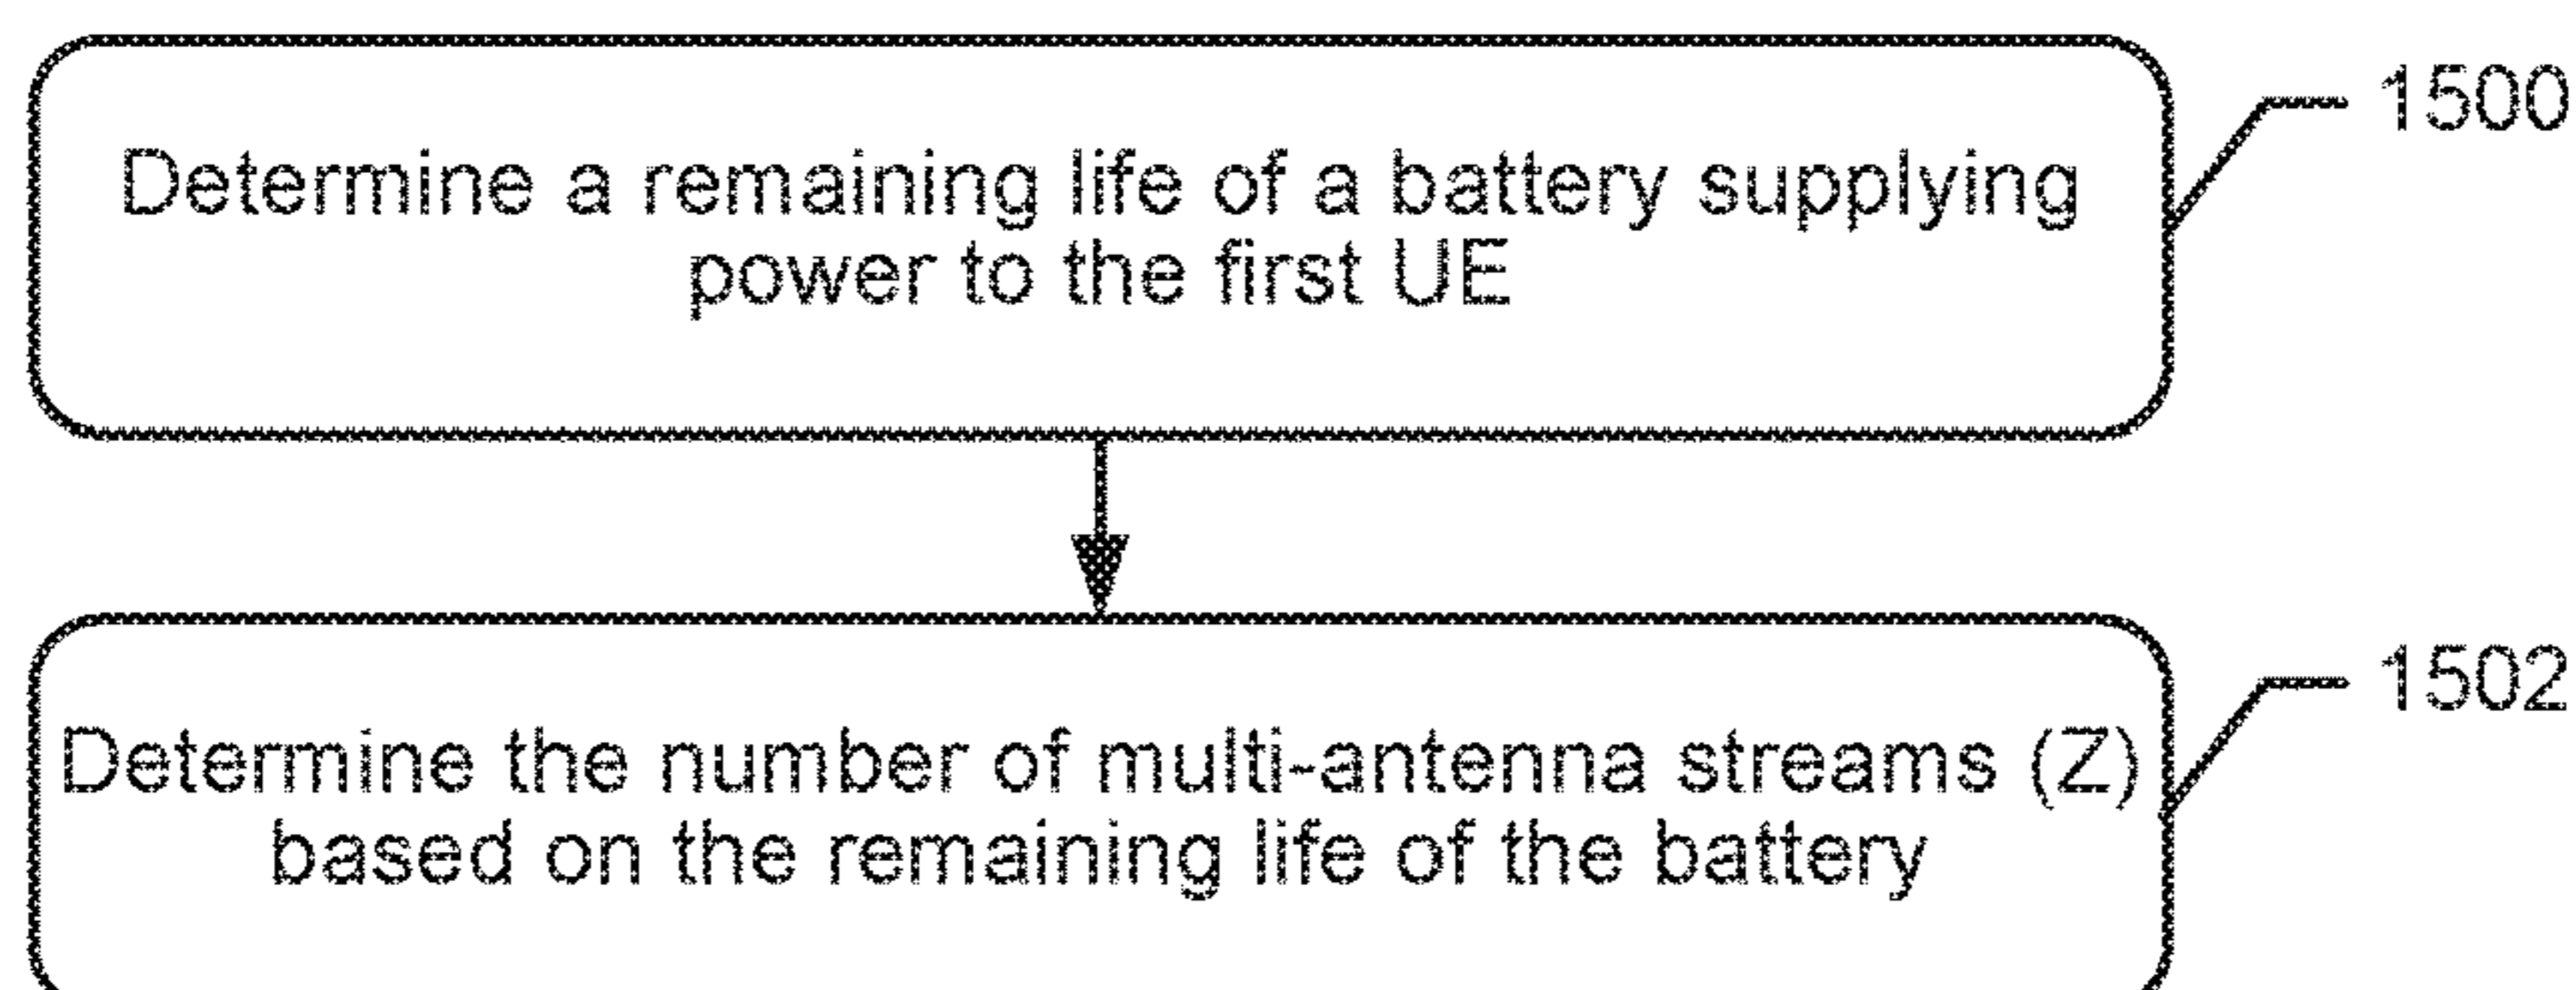 Determine a remaining life of a battery supplying
power to the first UE
1500
Determine the number of multi-antenna streams (Z)
based on the remaining life of the battery
1502